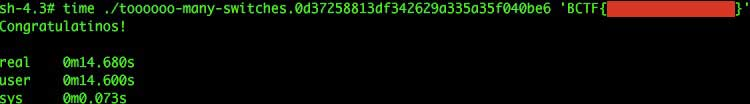 sh-4.3# time ./toooooo-many-switches.0d37258813df342629a335a35f040be6 'BCTF{ }'
Congratulatinos!
real 0m14.680s
user 0m14.600s
sys 0m0.073s